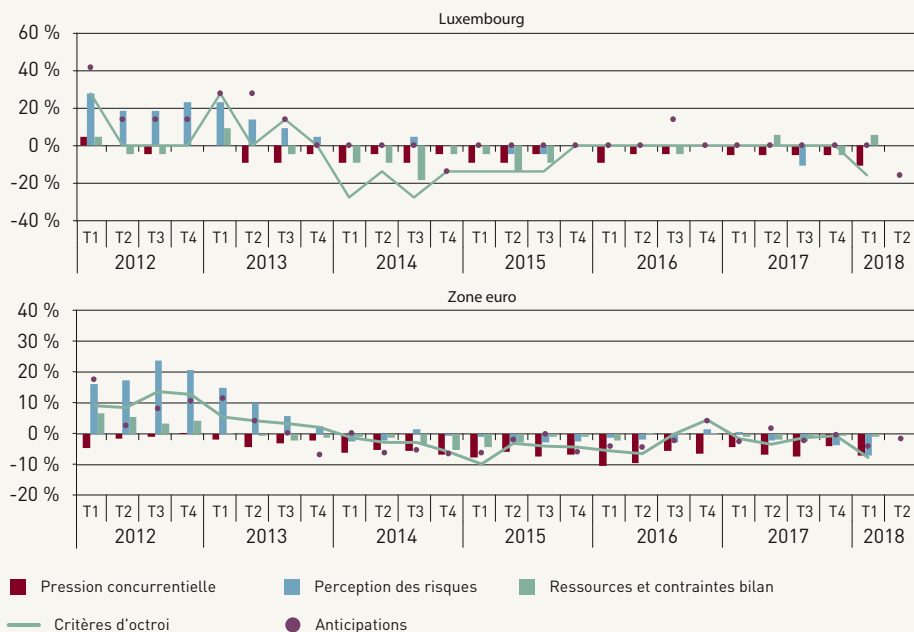 Luxembourg
60 %
40 %
20 %
0 %
-20 %
-40 %
T1 T2 T3 T4 T1 T2 T3 T4 T1 T2 T3 T4 T1 T2 T3 T4 T1 T2 T3 T4 T1 T2 T3 T4 T1 T2
2012 2013 2014 2015 2016 2017 2018
Zone euro
40 %
30 %
20 %
10 %
0 %
-10 %
-20 %
T1 T2 T3 T4 T1 T2 T3 T4 T1 T2 T3 T4 T1 T2 T3 T4 T1 T2 T3 T4 T1 T2 T3 T4 T1 T2
2012 2013 2014 2015 2016 2017 2018
Pression concurrentielle Perception des risques Ressources et contraintes bilan
Critères d'octroi Anticipations